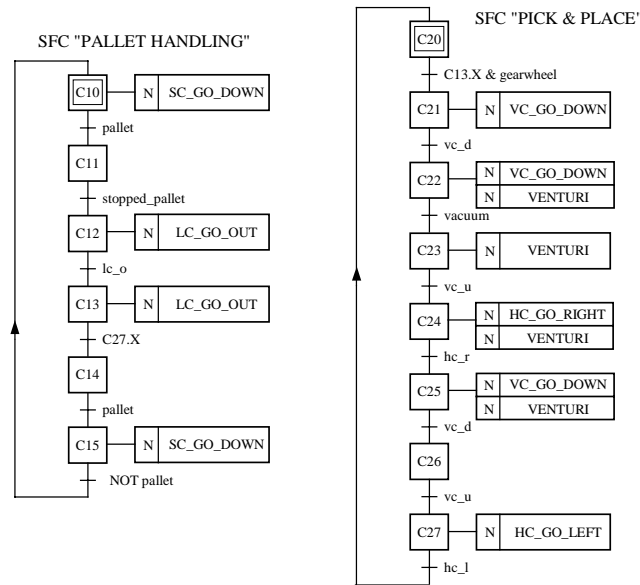 SFC "PALLET HANDLING"
C10 N SC_GO_DOWN
pallet
C11
stopped_pallet
C12 N LC_GO_OUT
lc_o
C13 N LC_GO_OUT
C27.X
C14
pallet
C15 N SC_GO_DOWN
NOT pallet
SFC "PICK & PLACE"
C20
C13.X & gearwheel
C21 N VC_GO_DOWN
vc_d
C22 N VC_GO_DOWN
N VENTURI
vacuum
C23 N VENTURI
vc_u
C24 N HC_GO_RIGHT
N VENTURI
hc_r
C25 N VC_GO_DOWN
N VENTURI
vc_d
C26
vc_u
C27 N HC_GO_LEFT
hc_l